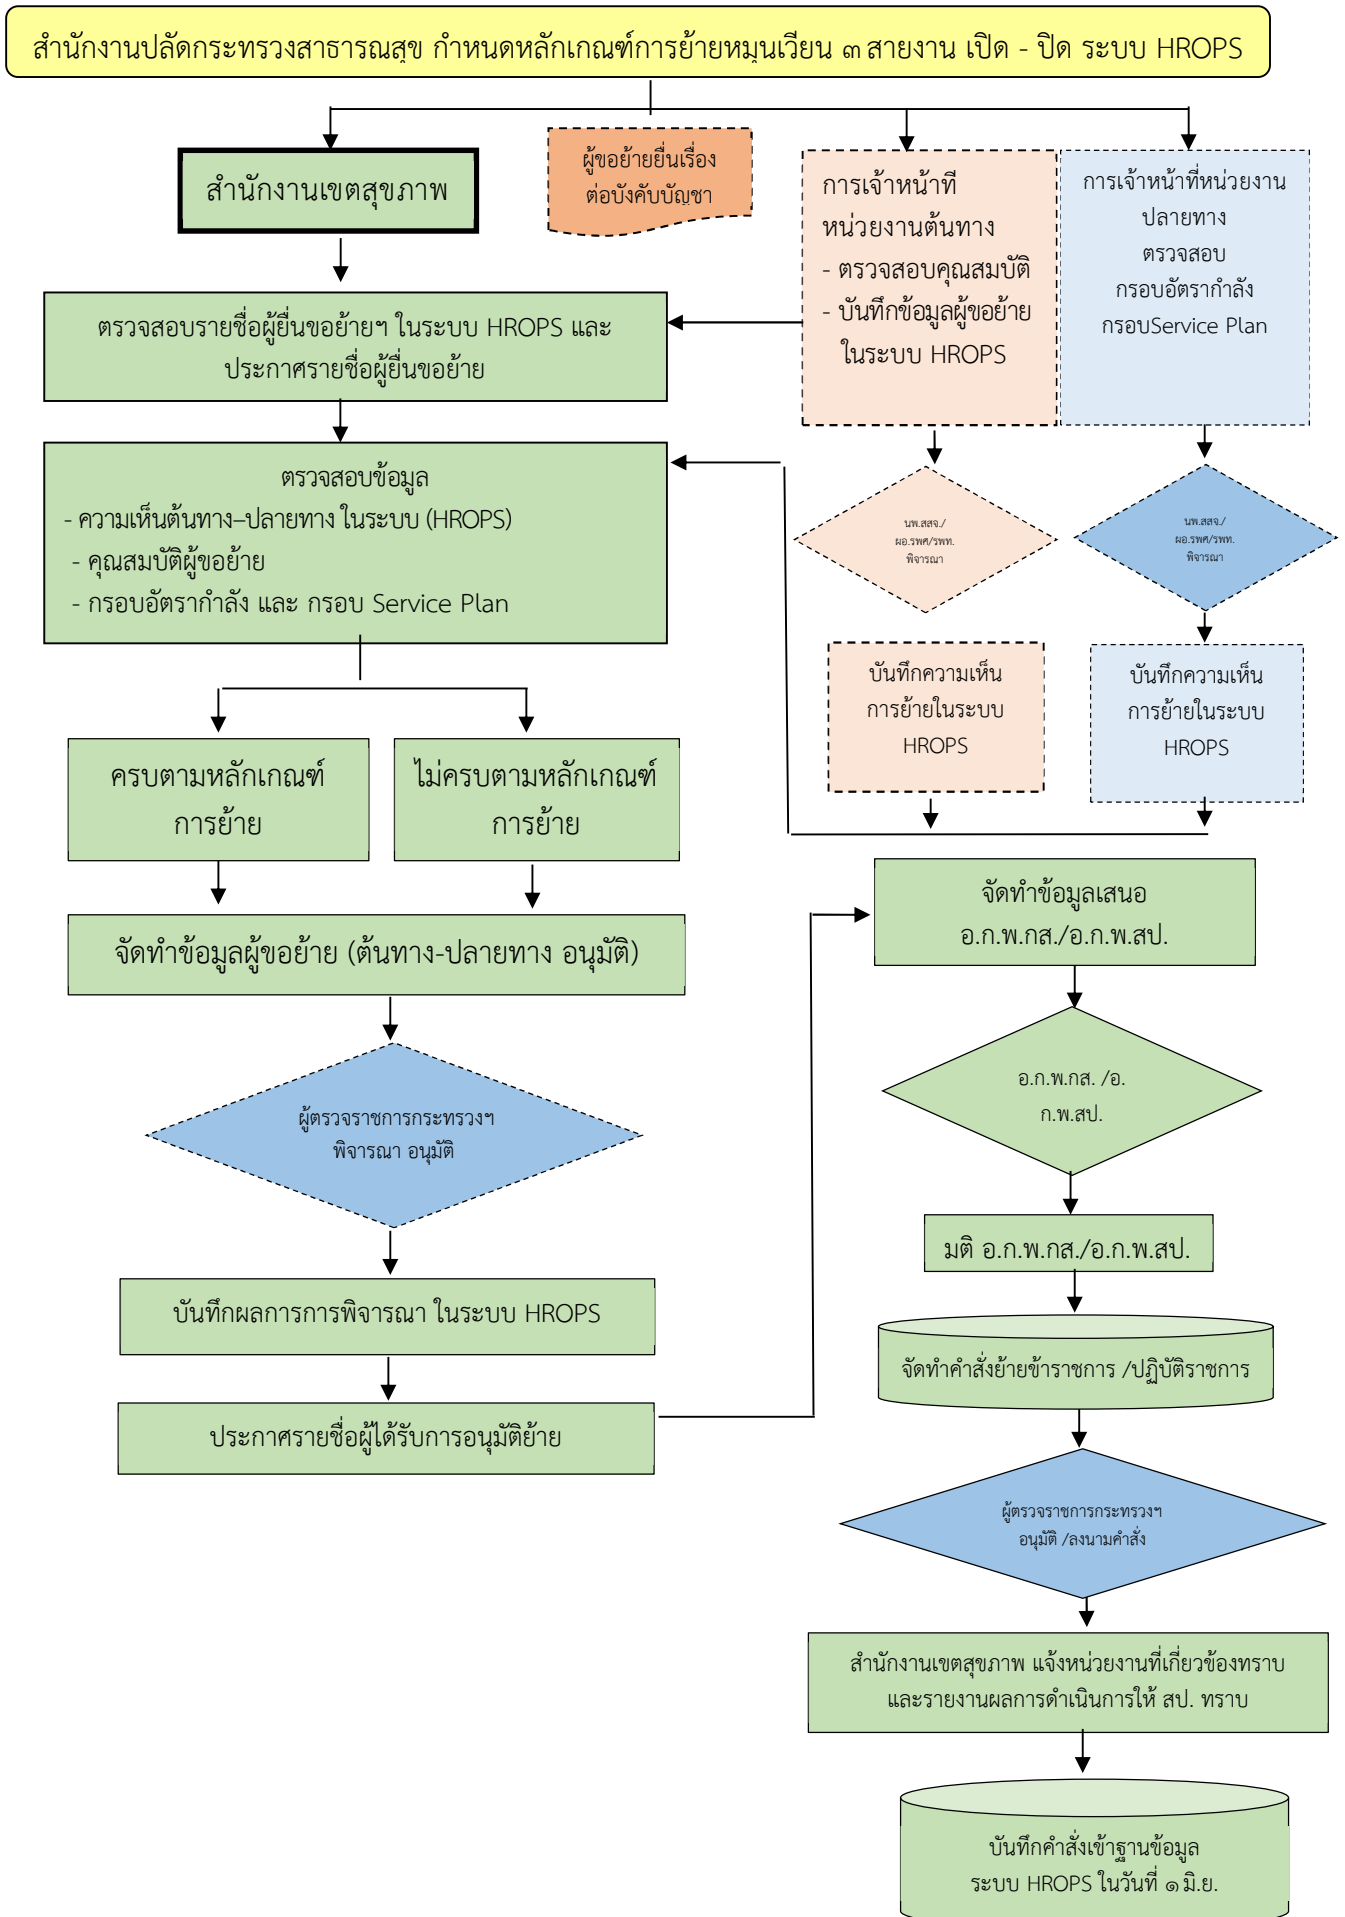 สำนักงานปลัดกระทรวงสาธารณสุข กำหนดหลักเกณฑ์การย้ายหมุนเวียน ๓ สายงาน เปิด - ปิด ระบบ HROPS
สำนักงานเขตสุขภาพ
ผู้ขอย้ายยื่นเรื่อง
ต่อบังคับบัญชา
การเจ้าหน้าที
หน่วยงานต้นทาง
- ตรวจสอบคุณสมบัติ
- บันทึกข้อมูลผู้ขอย้าย
ในระบบ HROPS
การเจ้าหน้าที่หน่วยงาน
ปลายทาง
ตรวจสอบ
กรอบอัตรากำลัง
กรอบService Plan
ตรวจสอบรายชื่อผู้ยื่นขอย้ายฯ ในระบบ HROPS และ
ประกาศรายชื่อผู้ยื่นขอย้าย
ตรวจสอบข้อมูล
- ความเห็นต้นทาง–ปลายทาง ในระบบ (HROPS)
- คุณสมบัติผู้ขอย้าย
- กรอบอัตรากำลัง และ กรอบ Service Plan
นพ.สสจ./
ผอ.รพศ/รพท.
พิจารณา
นพ.สสจ./
ผอ.รพศ/รพท.
พิจารณา
บันทึกความเห็น
การย้ายในระบบ
HROPS
บันทึกความเห็น
การย้ายในระบบ
HROPS
ครบตามหลักเกณฑ์
การย้าย
ไม่ครบตามหลักเกณฑ์
การย้าย
จัดทำข้อมูลผู้ขอย้าย (ต้นทาง-ปลายทาง อนุมัติ)
ผู้ตรวจราชการกระทรวงฯ
พิจารณา อนุมัติ
บันทึกผลการการพิจารณา ในระบบ HROPS
ประกาศรายชื่อผู้ได้รับการอนุมัติย้าย
จัดทำข้อมูลเสนอ
อ.ก.พ.กส./อ.ก.พ.สป.
อ.ก.พ.กส. /อ.
ก.พ.สป.
มติ อ.ก.พ.กส./อ.ก.พ.สป.
จัดทำคำสั่งย้ายข้าราชการ /ปฏิบัติราชการ
ผู้ตรวจราชการกระทรวงฯ
อนุมัติ /ลงนามคำสั่ง
สำนักงานเขตสุขภาพ แจ้งหน่วยงานที่เกี่ยวข้องทราบ
และรายงานผลการดำเนินการให้ สป. ทราบ
บันทึกคำสั่งเข้าฐานข้อมูล
ระบบ HROPS ในวันที่ ๑ มิ.ย.